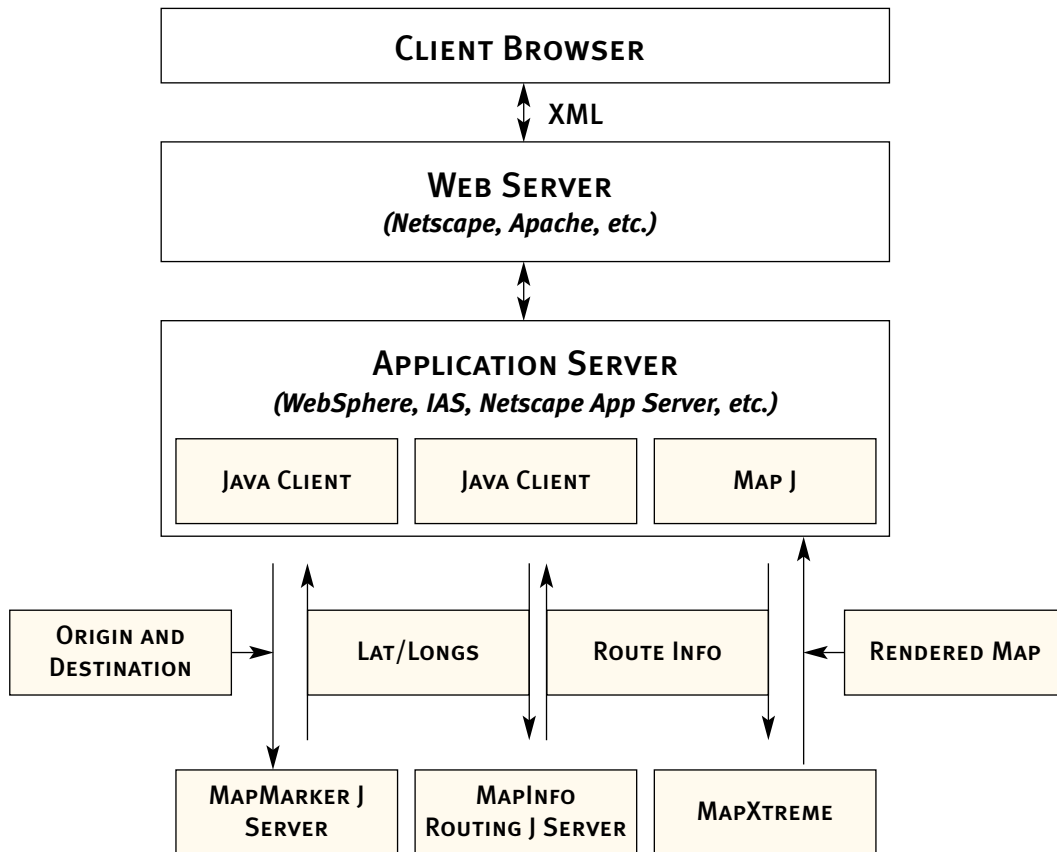 CLIENT BROWSER
XML
WEB SERVER
(Netscape, Apache, etc.)
APPLICATION SERVER
(WebSphere, IAS, Netscape App Server, etc.)
JAVA CLIENT
JAVA CLIENT
MAP J
ORIGIN AND
DESTINATION
LAT/LONGS
ROUTE INFO
RENDERED MAP
MAPMARKER J
SERVER
MAPINFO
ROUTING J SERVER
MAPXTREME